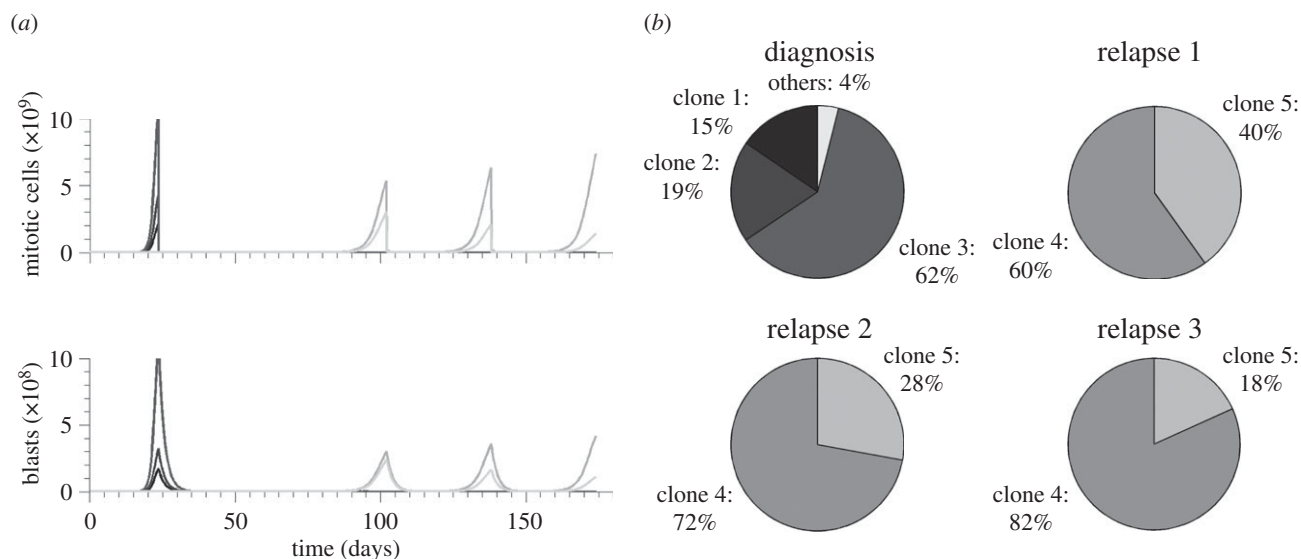 (a)
mitotic cells (×10⁹)
10
5
0
blasts (×10⁸)
10
5
0
0
50
100
150
time (days)
(b)
diagnosis
others: 4%
clone 1:
15%
clone 2:
19%
clone 3:
62%
relapse 1
clone 5:
40%
clone 4:
60%
relapse 2
clone 5:
28%
clone 4:
72%
relapse 3
clone 5:
18%
clone 4:
82%